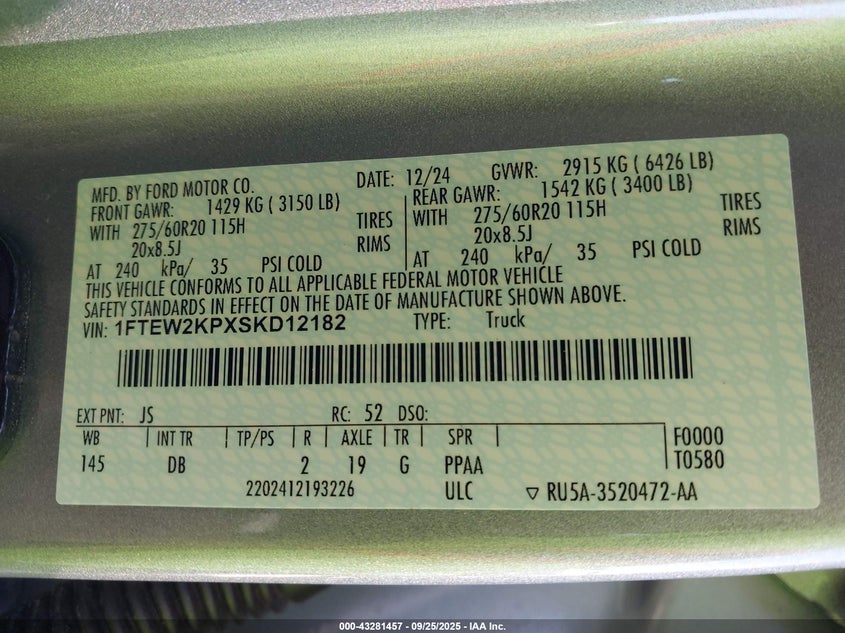 MFD. BY FORD MOTOR CO. DATE: 12/24 GVWR: 2915 KG ( 6426 LB)
FRONT GAWR: 1429 KG ( 3150 LB) REAR GAWR: 1542 KG ( 3400 LB)
WITH 275/60R20 115H TIRES WITH 275/60R20 115H TIRES
20x8.5J RIMS 20x8.5J RIMS
AT 240 kPa/ 35 PSI COLD AT 240 kPa/ 35 PSI COLD
THIS VEHICLE CONFORMS TO ALL APPLICABLE FEDERAL MOTOR VEHICLE
SAFETY STANDARDS IN EFFECT ON THE DATE OF MANUFACTURE SHOWN ABOVE.
VIN: 1FTEW2KPXSKD12182 TYPE: Truck
EXT PNT: JS RC: 52 DSO:
WB INT TR TP/PS R AXLE TR SPR F0000
145 DB 2 19 G PPAA T0580
2202412193226 ULC ▽ RU5A-3520472-AA
000-43281457 - 09/25/2025 - IAA Inc.